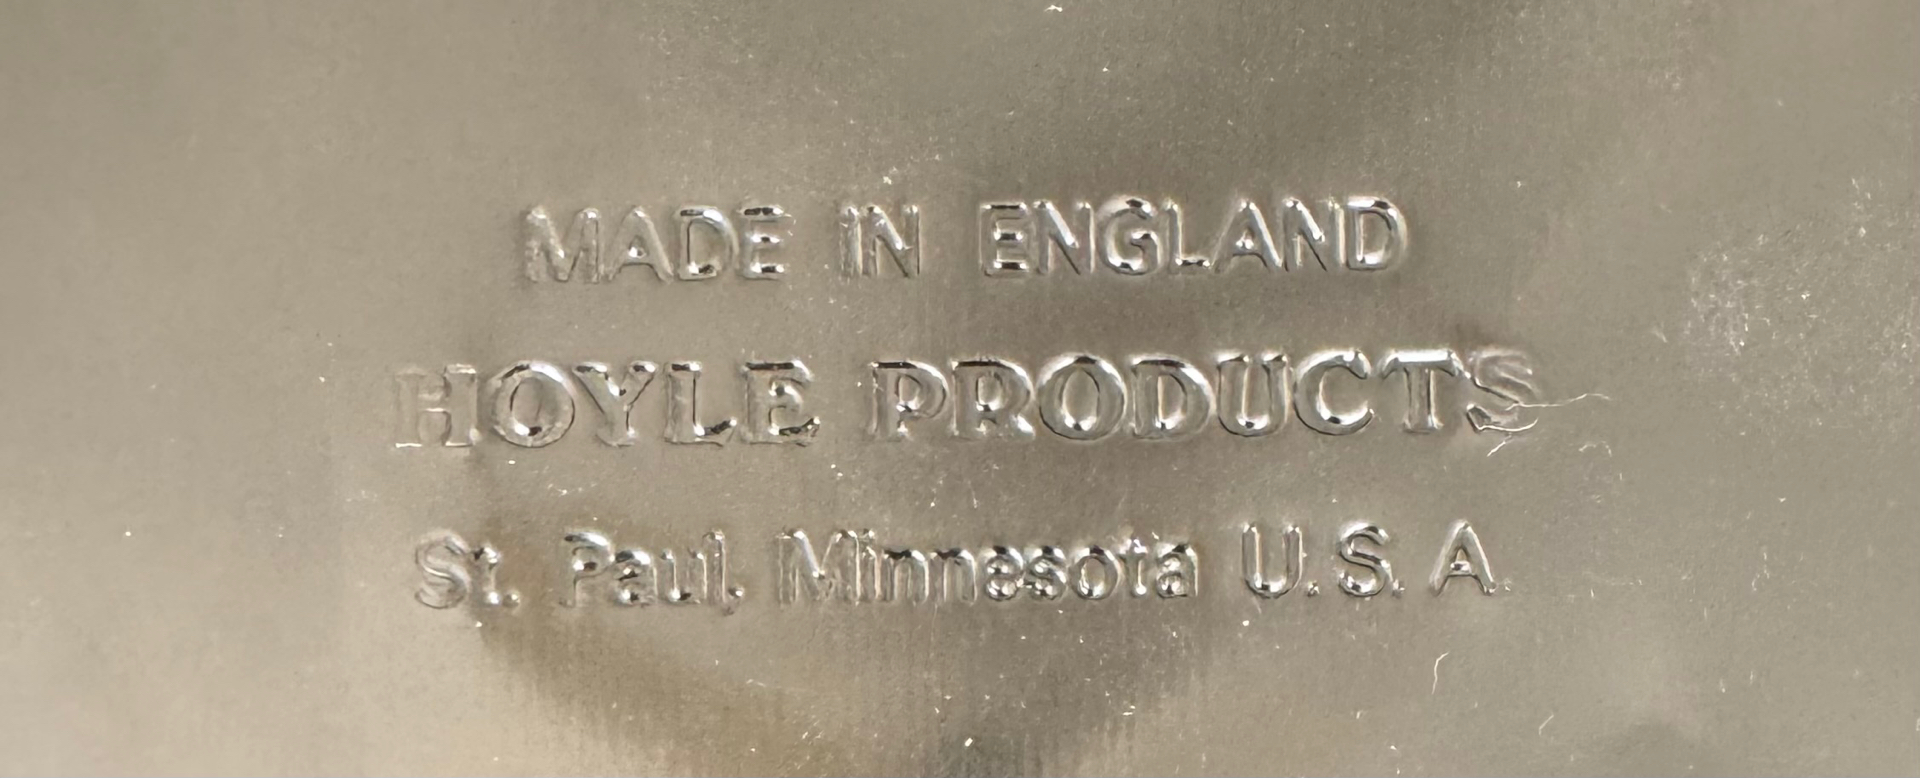 MADE IN ENGLAND
HOYLE PRODUCTS
St. Paul, Minnesota U.S.A.